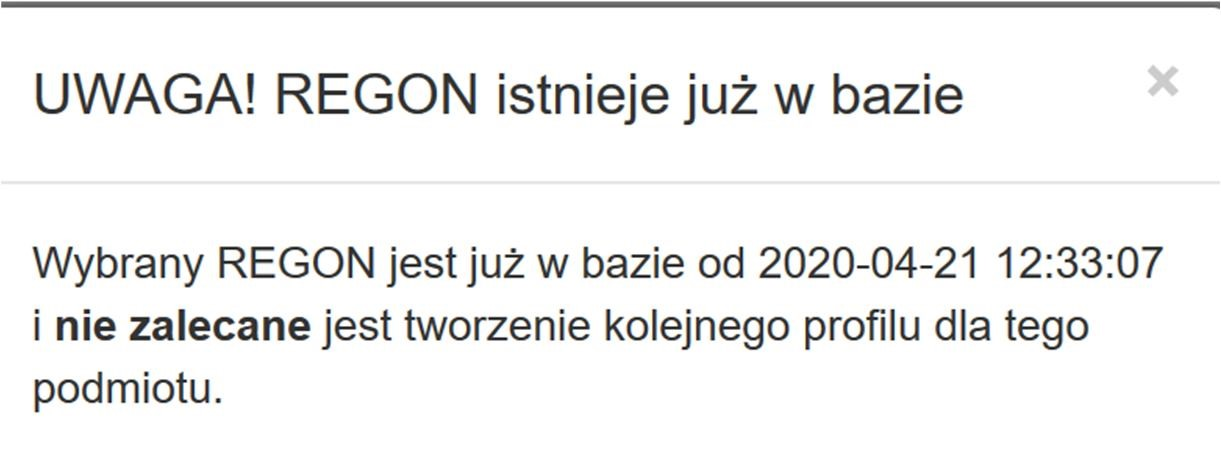 UWAGA! REGON istnieje już w bazie
×
Wybrany REGON jest już w bazie od 2020-04-21 12:33:07
i nie zalecane jest tworzenie kolejnego profilu dla tego
podmiotu.